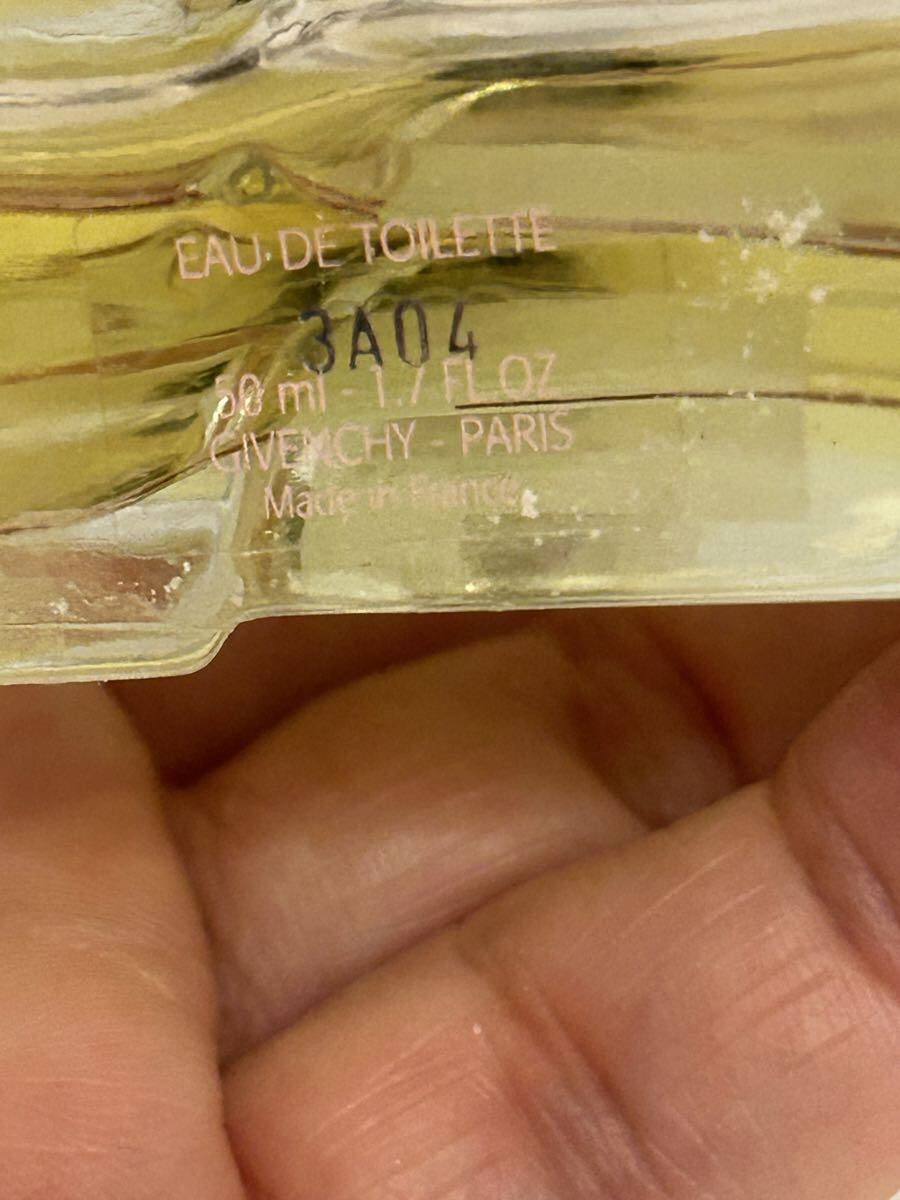 EAU DE TOILETTE
3A04
50 ml - 1.7 FL.OZ
GIVENCHY - PARIS
Made in France